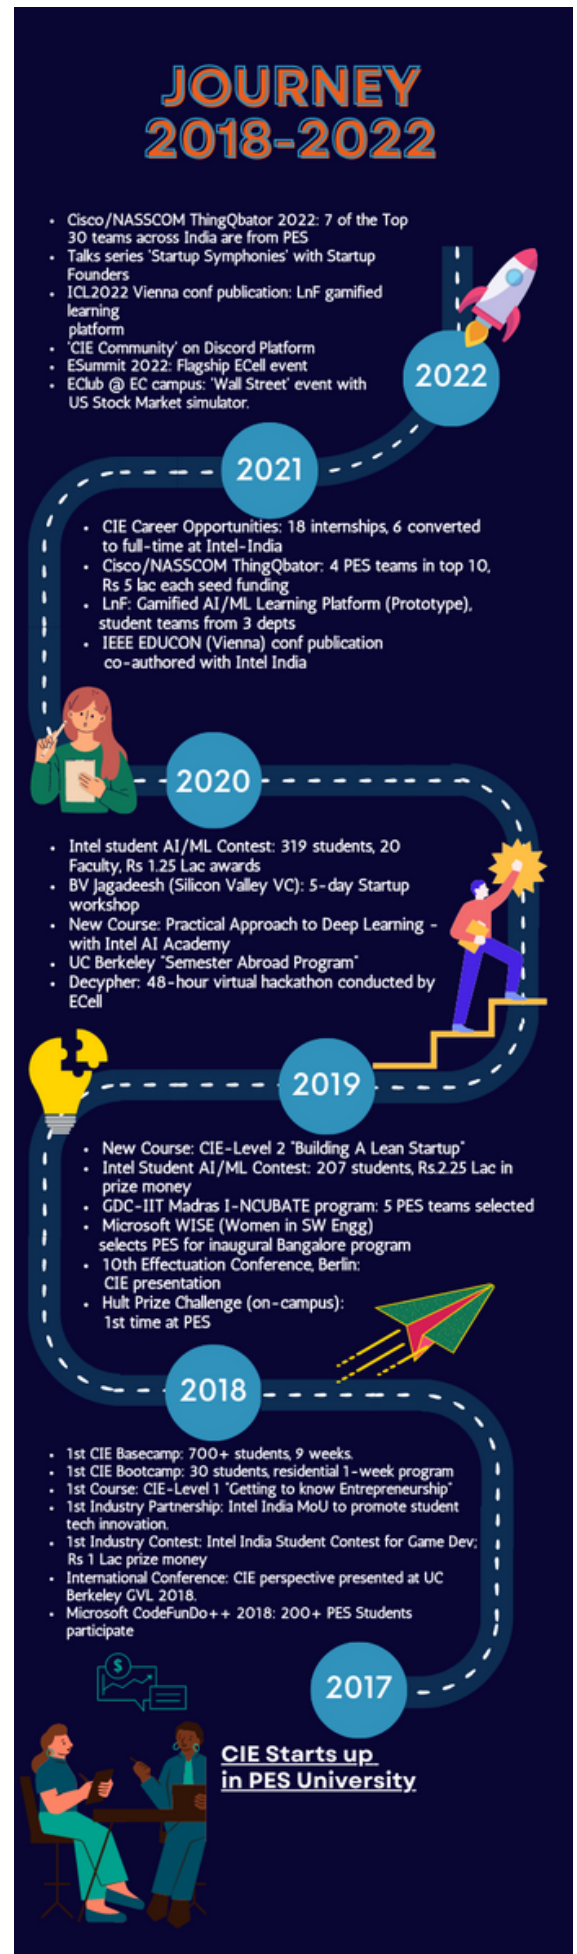 JOURNEY
2018-2022
• Cisco/NASSCOM ThingQbator 2022: 7 of the Top
30 teams across India are from PES
• Talks series 'Startup Symphonies' with Startup
Founders
• ICL2022 Vienna conf publication: LnF gamified
learning
platform
• 'CIE Community' on Discord Platform
• ESummit 2022: Flagship ECell event
• EClub @ EC campus: 'Wall Street' event with
US Stock Market simulator.
2022
2021
• CIE Career Opportunities: 18 internships, 6 converted
to full-time at Intel-India
• Cisco/NASSCOM ThingQbator: 4 PES teams in top 10,
Rs 5 lac each seed funding
• LnF: Gamified AI/ML Learning Platform (Prototype),
student teams from 3 depts
• IEEE EDUCON (Vienna) conf publication
co-authored with Intel India
2020
• Intel student AI/ML Contest: 319 students, 20
Faculty, Rs 1.25 Lac awards
• BV Jagadeesh (Silicon Valley VC): 5-day Startup
workshop
• New Course: Practical Approach to Deep Learning -
with Intel AI Academy
• UC Berkeley "Semester Abroad Program"
• Decypher: 48-hour virtual hackathon conducted by
ECell
2019
• New Course: CIE-Level 2 "Building A Lean Startup"
• Intel Student AI/ML Contest: 207 students, Rs.2.25 Lac in
prize money
• GDC-IIT Madras I-NCUBATE program: 5 PES teams selected
• Microsoft WISE (Women in SW Engg)
selects PES for inaugural Bangalore program
• 10th Effectuation Conference, Berlin:
CIE presentation
• Hult Prize Challenge (on-campus):
1st time at PES
2018
• 1st CIE Basecamp: 700+ students, 9 weeks.
• 1st CIE Bootcamp: 30 students, residential 1-week program
• 1st Course: CIE-Level 1 "Getting to know Entrepreneurship"
• 1st Industry Partnership: Intel India MoU to promote student
tech innovation.
• 1st Industry Contest: Intel India Student Contest for Game Dev;
Rs 1 Lac prize money
• International Conference: CIE perspective presented at UC
Berkeley GVL 2018.
• Microsoft CodeFunDo++ 2018: 200+ PES Students
participate
$
2017
CIE Starts up
in PES University